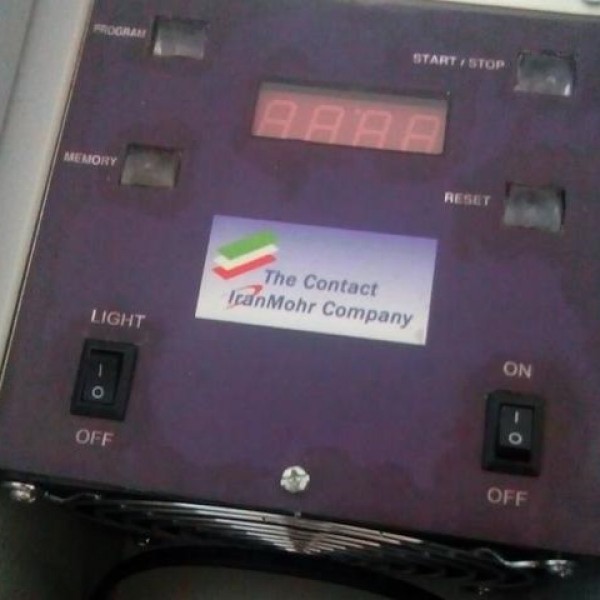 PROGRAM
START / STOP
MEMORY
RESET
The Contact
IranMohr Company
LIGHT
ON
I
O
I
O
OFF
OFF